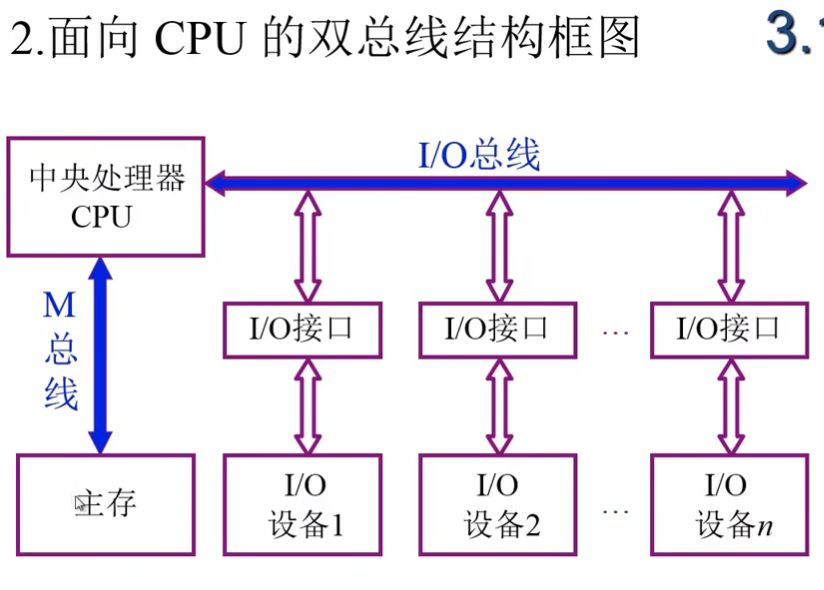 2.面向 CPU 的双总线结构框图
3.1
中央处理器
CPU
I/O总线
M
总
线
I/O接口
I/O接口
…
I/O接口
主存
I/O
设备1
I/O
设备2
…
I/O
设备n